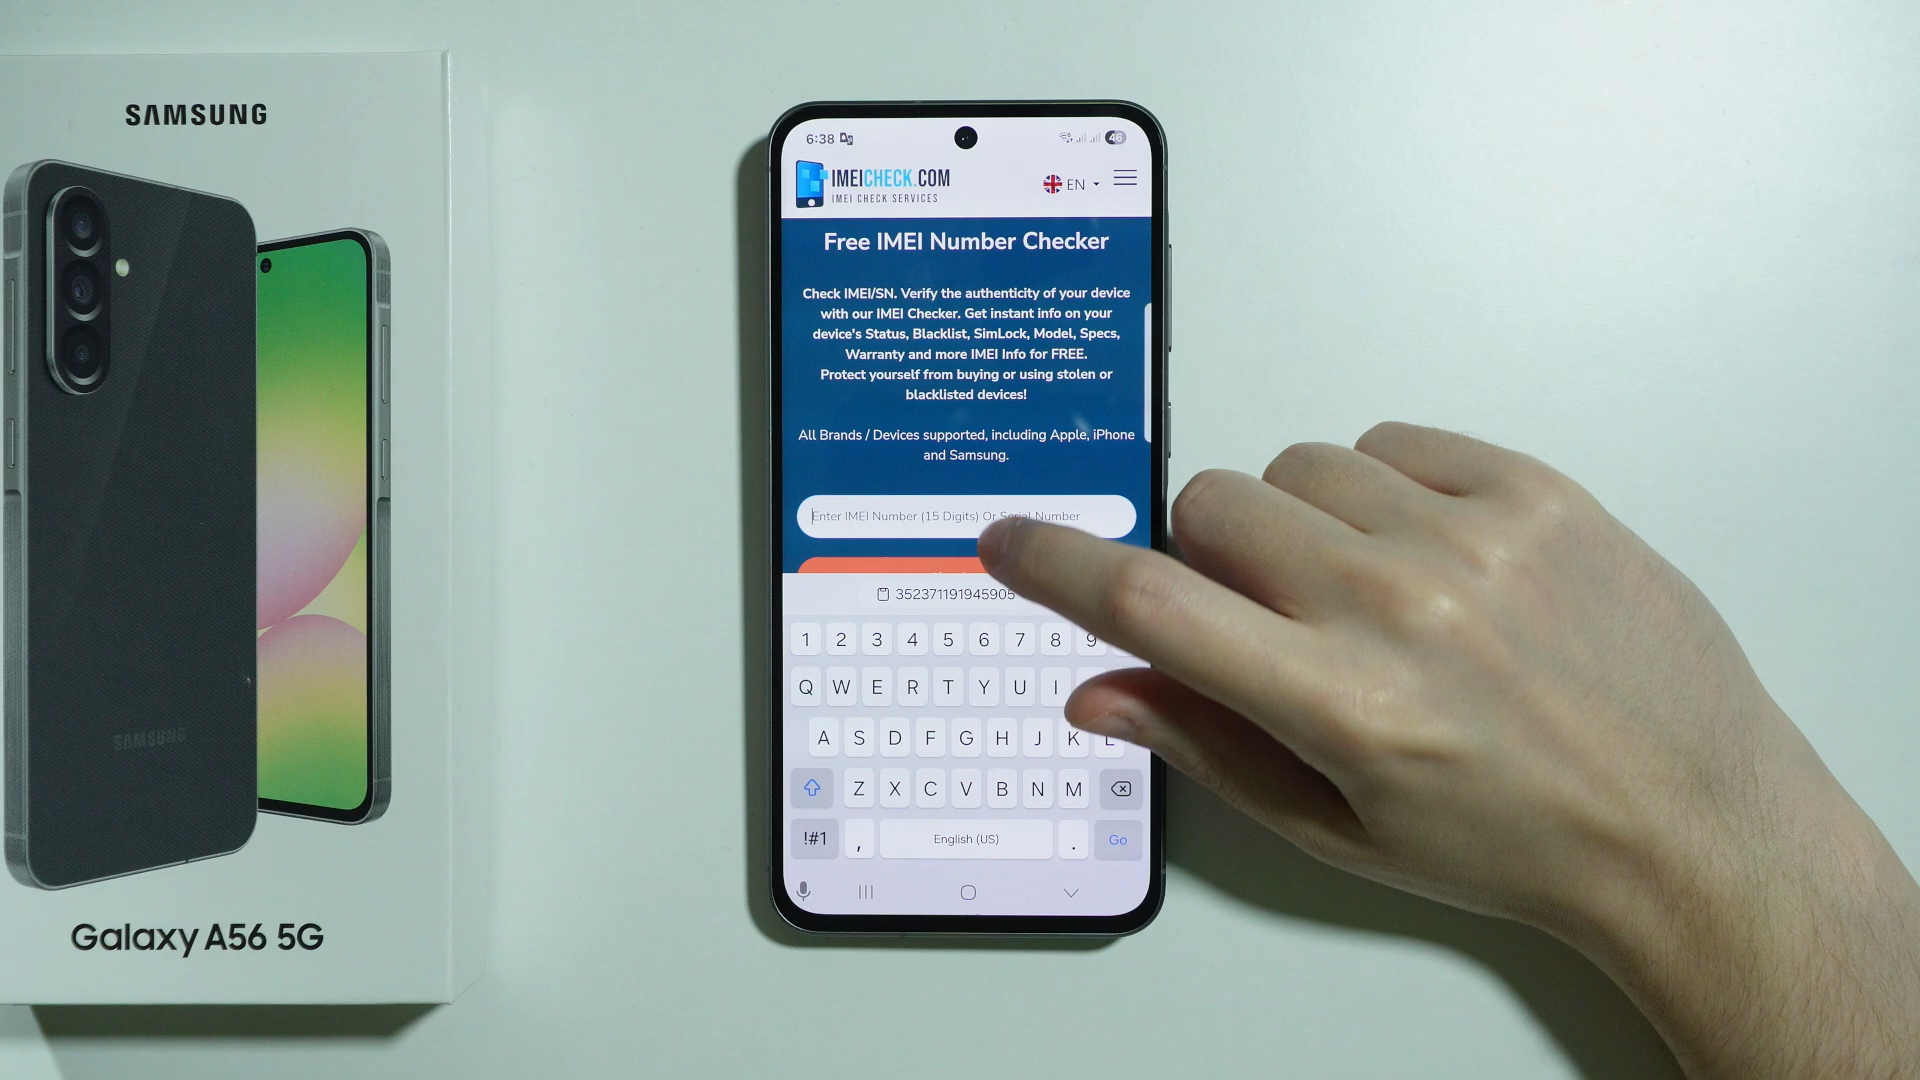 SAMSUNG
SAMSUNG
Galaxy A56 5G
6:38
46
IMEICHECK.COM
IMEI CHECK SERVICES
EN
Free IMEI Number Checker
Check IMEI/SN. Verify the authenticity of your device
with our IMEI Checker. Get instant info on your
device's Status, Blacklist, SimLock, Model, Specs,
Warranty and more IMEI Info for FREE.
Protect yourself from buying or using stolen or
blacklisted devices!
All Brands / Devices supported, including Apple, iPhone
and Samsung.
Enter IMEI Number (15 Digits) Or Serial Number
352371191945905
1 2 3 4 5 6 7 8 9
Q W E R T Y U I
A S D F G H J K L
Z X C V B N M
!#1 , English (US) . Go